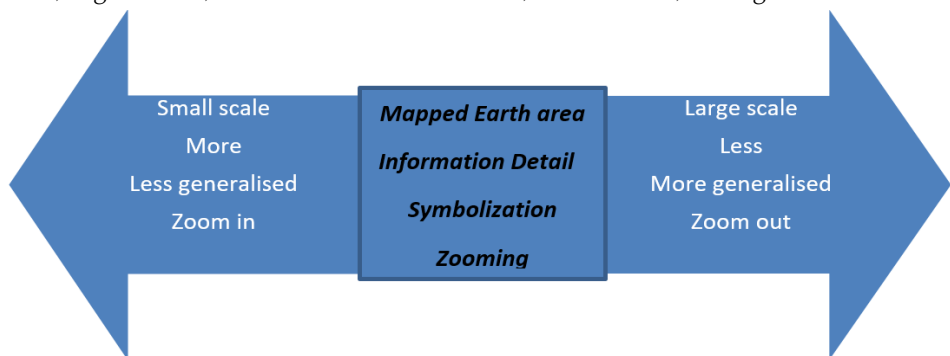 Small scale
More
Less generalised
Zoom in
Mapped Earth area
Information Detail
Symbolization
Zooming
Large scale
Less
More generalised
Zoom out